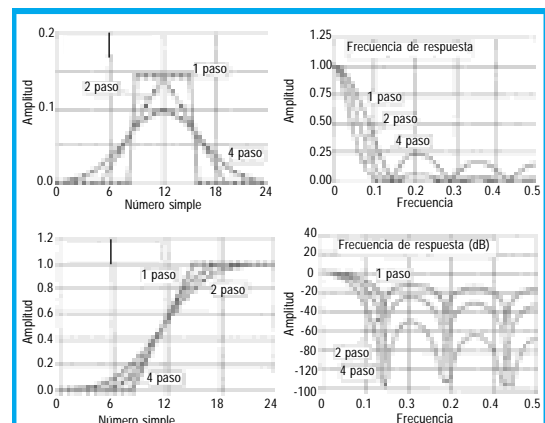 0.2
0.1
0.0
Amplitud
1 paso
2 paso
4 paso
0 6 12 18 24
Número simple
1.25
1.00
0.75
0.50
0.25
0.00
Amplitud
Frecuencia de respuesta
1 paso
2 paso
4 paso
0 0.1 0.2 0.3 0.4 0.5
Frecuencia
1.2
1.0
0.8
0.6
0.4
0.2
0.0
Amplitud
1 paso
2 paso
4 paso
0 6 12 18 24
Número simple
40
20
0
-20
-40
-60
-80
-120
-100
Amplitud
Frecuencia de respuesta (dB)
1 paso
2 paso
4 paso
0 0.1 0.2 0.3 0.2 0.5
Frecuencia